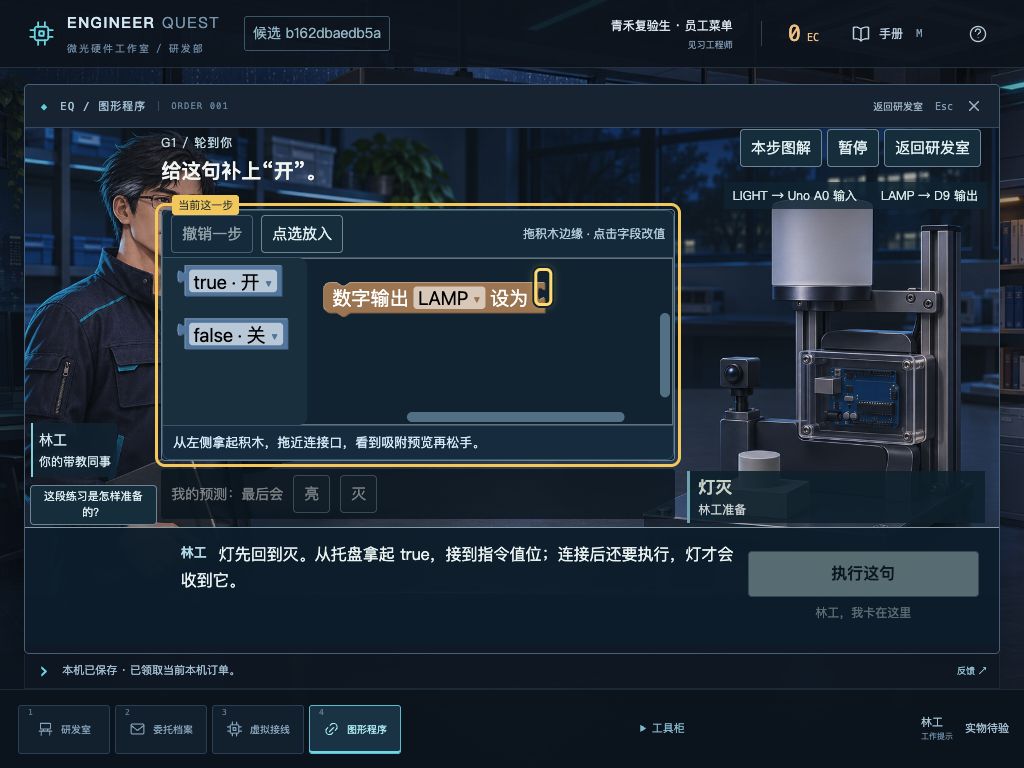 ENGINEER QUEST
微光硬件工作室 / 研发部
候选 b162dbaedb5a
青禾复验生 · 员工菜单
见习工程师
0 EC
手册 M
?
EQ / 图形程序 | ORDER 001
返回研发室 Esc ×
G1 / 轮到你
给这句补上“开”。
本步图解
暂停
返回研发室
LIGHT → Uno A0 输入
LAMP → D9 输出
当前这一步
撤销一步
点选放入
拖积木边缘 · 点击字段改值
true · 开 ▾
false · 关 ▾
数字输出 LAMP ▾ 设为
从左侧拿起积木，拖近连接口，看到吸附预览再松手。
林工
你的带教同事
这段练习是怎样准备的？
我的预测：最后会
亮
灭
灯灭
林工准备
林工 灯先回到灭。从托盘拿起 true，接到指令值位；连接后还要执行，灯才会
收到它。
执行这句
林工，我卡在这里
本机已保存 · 已领取当前本机订单。
反馈 ↗
1 研发室
2 委托档案
3 虚拟接线
4 图形程序
▸ 工具柜
林工
工作提示
实物待验